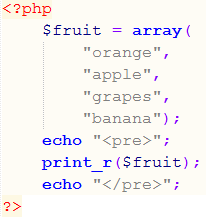 <?php
$fruit = array(
"orange",
"apple",
"grapes",
"banana");
echo "<pre>";
print_r($fruit);
echo "</pre>";
?>